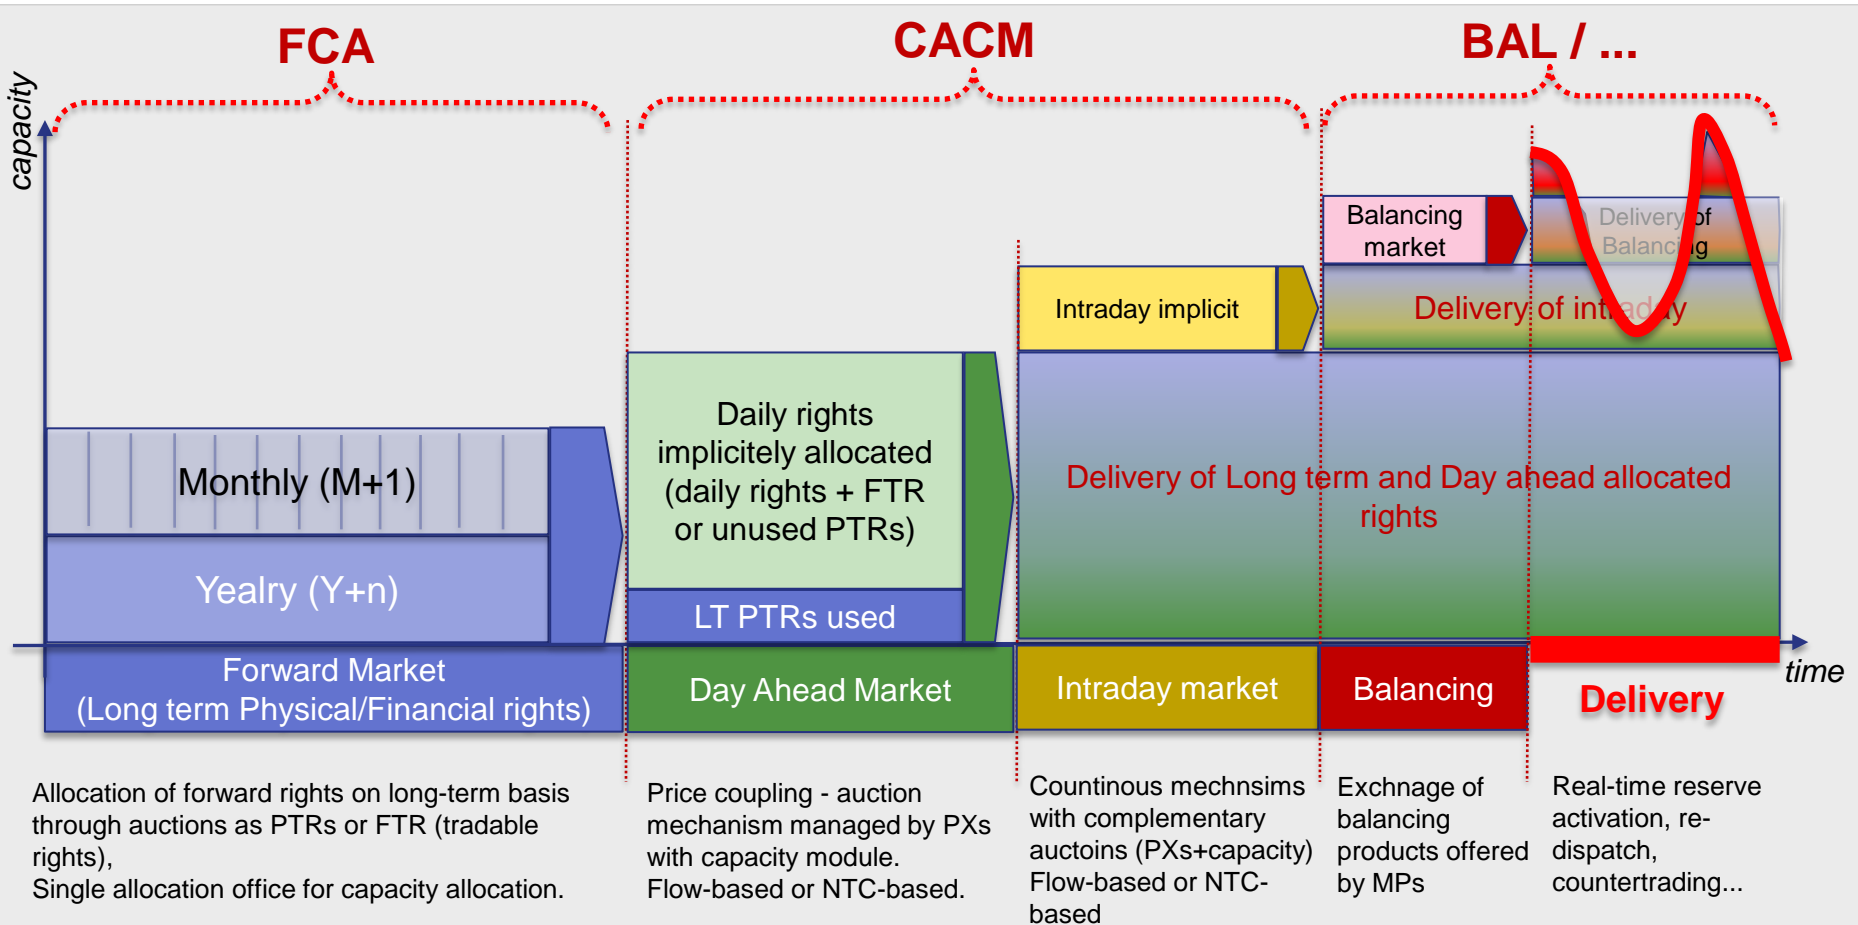 FCA
CACM
BAL / ...
capacity
Balancing
market
Delivery of
Balancing
Intraday implicit
Delivery of intraday
Daily rights
implicitely allocated
(daily rights + FTR
or unused PTRs)
Monthly (M+1)
Delivery of Long term and Day ahead allocated
rights
Yealry (Y+n)
LT PTRs used
Forward Market
(Long term Physical/Financial rights)
Day Ahead Market
Intraday market
Balancing
Delivery
time
Allocation of forward rights on long-term basis
through auctions as PTRs or FTR (tradable
rights),
Single allocation office for capacity allocation.
Price coupling - auction
mechanism managed by PXs
with capacity module.
Flow-based or NTC-based.
Countinous mechnsims
with complementary
auctoins (PXs+capacity)
Flow-based or NTC-
based
Exchnage of
balancing
products offered
by MPs
Real-time reserve
activation, re-
dispatch,
countertrading...